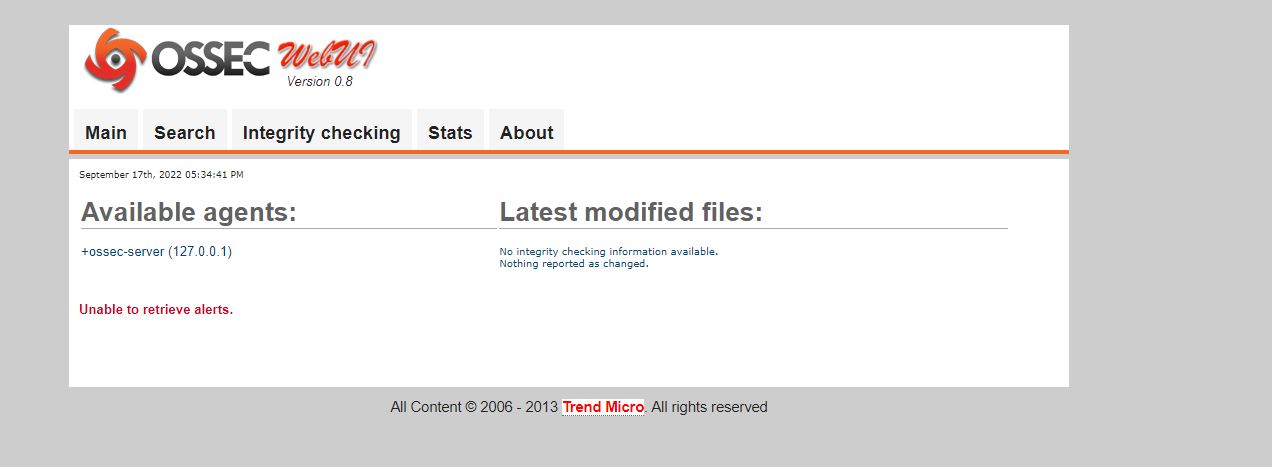 OSSEC WebUI
Version 0.8
Main Search Integrity checking Stats About
September 17th, 2022 05:34:41 PM
Available agents:
+ossec-server (127.0.0.1)
Latest modified files:
No integrity checking information available.
Nothing reported as changed.
Unable to retrieve alerts.
All Content © 2006 - 2013 Trend Micro. All rights reserved